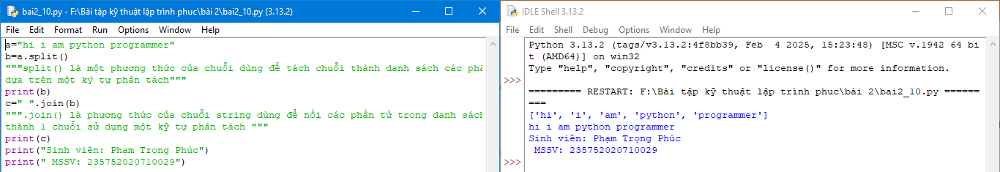 bai2_10.py - F:\Bài tập kỹ thuật lập trình phuc\bài 2\bai2_10.py (3.13.2)
File Edit Format Run Options Window Help
a="hi i am python programmer"
b=a.split()
"""split() là một phương thức của chuỗi dùng để tách chuỗi thành danh sách các
dựa trên một ký tự phân tách"""
print(b)
c=" ".join(b)
""".join() là phương thức của chuỗi string dùng để nối các phần tử trong danh sách
thành 1 chuỗi sử dụng một kỹ tự phân tách """
print(c)
print("Sinh viên: Phạm Trọng Phúc")
print(" MSSV: 235752020710029")
IDLE Shell 3.13.2
File Edit Shell Debug Options Window Help
Python 3.13.2 (tags/v3.13.2:4f8bb39, Feb  4 2025, 15:23:48) [MSC v.1942 64 bi
t (AMD64)] on win32
Type "help", "copyright", "credits" or "license()" for more information.
>>>
========= RESTART: F:\Bài tập kỹ thuật lập trình phuc\bài 2\bai2_10.py ======
===
['hi', 'i', 'am', 'python', 'programmer']
hi i am python programmer
Sinh viên: Phạm Trọng Phúc
 MSSV: 235752020710029
>>>